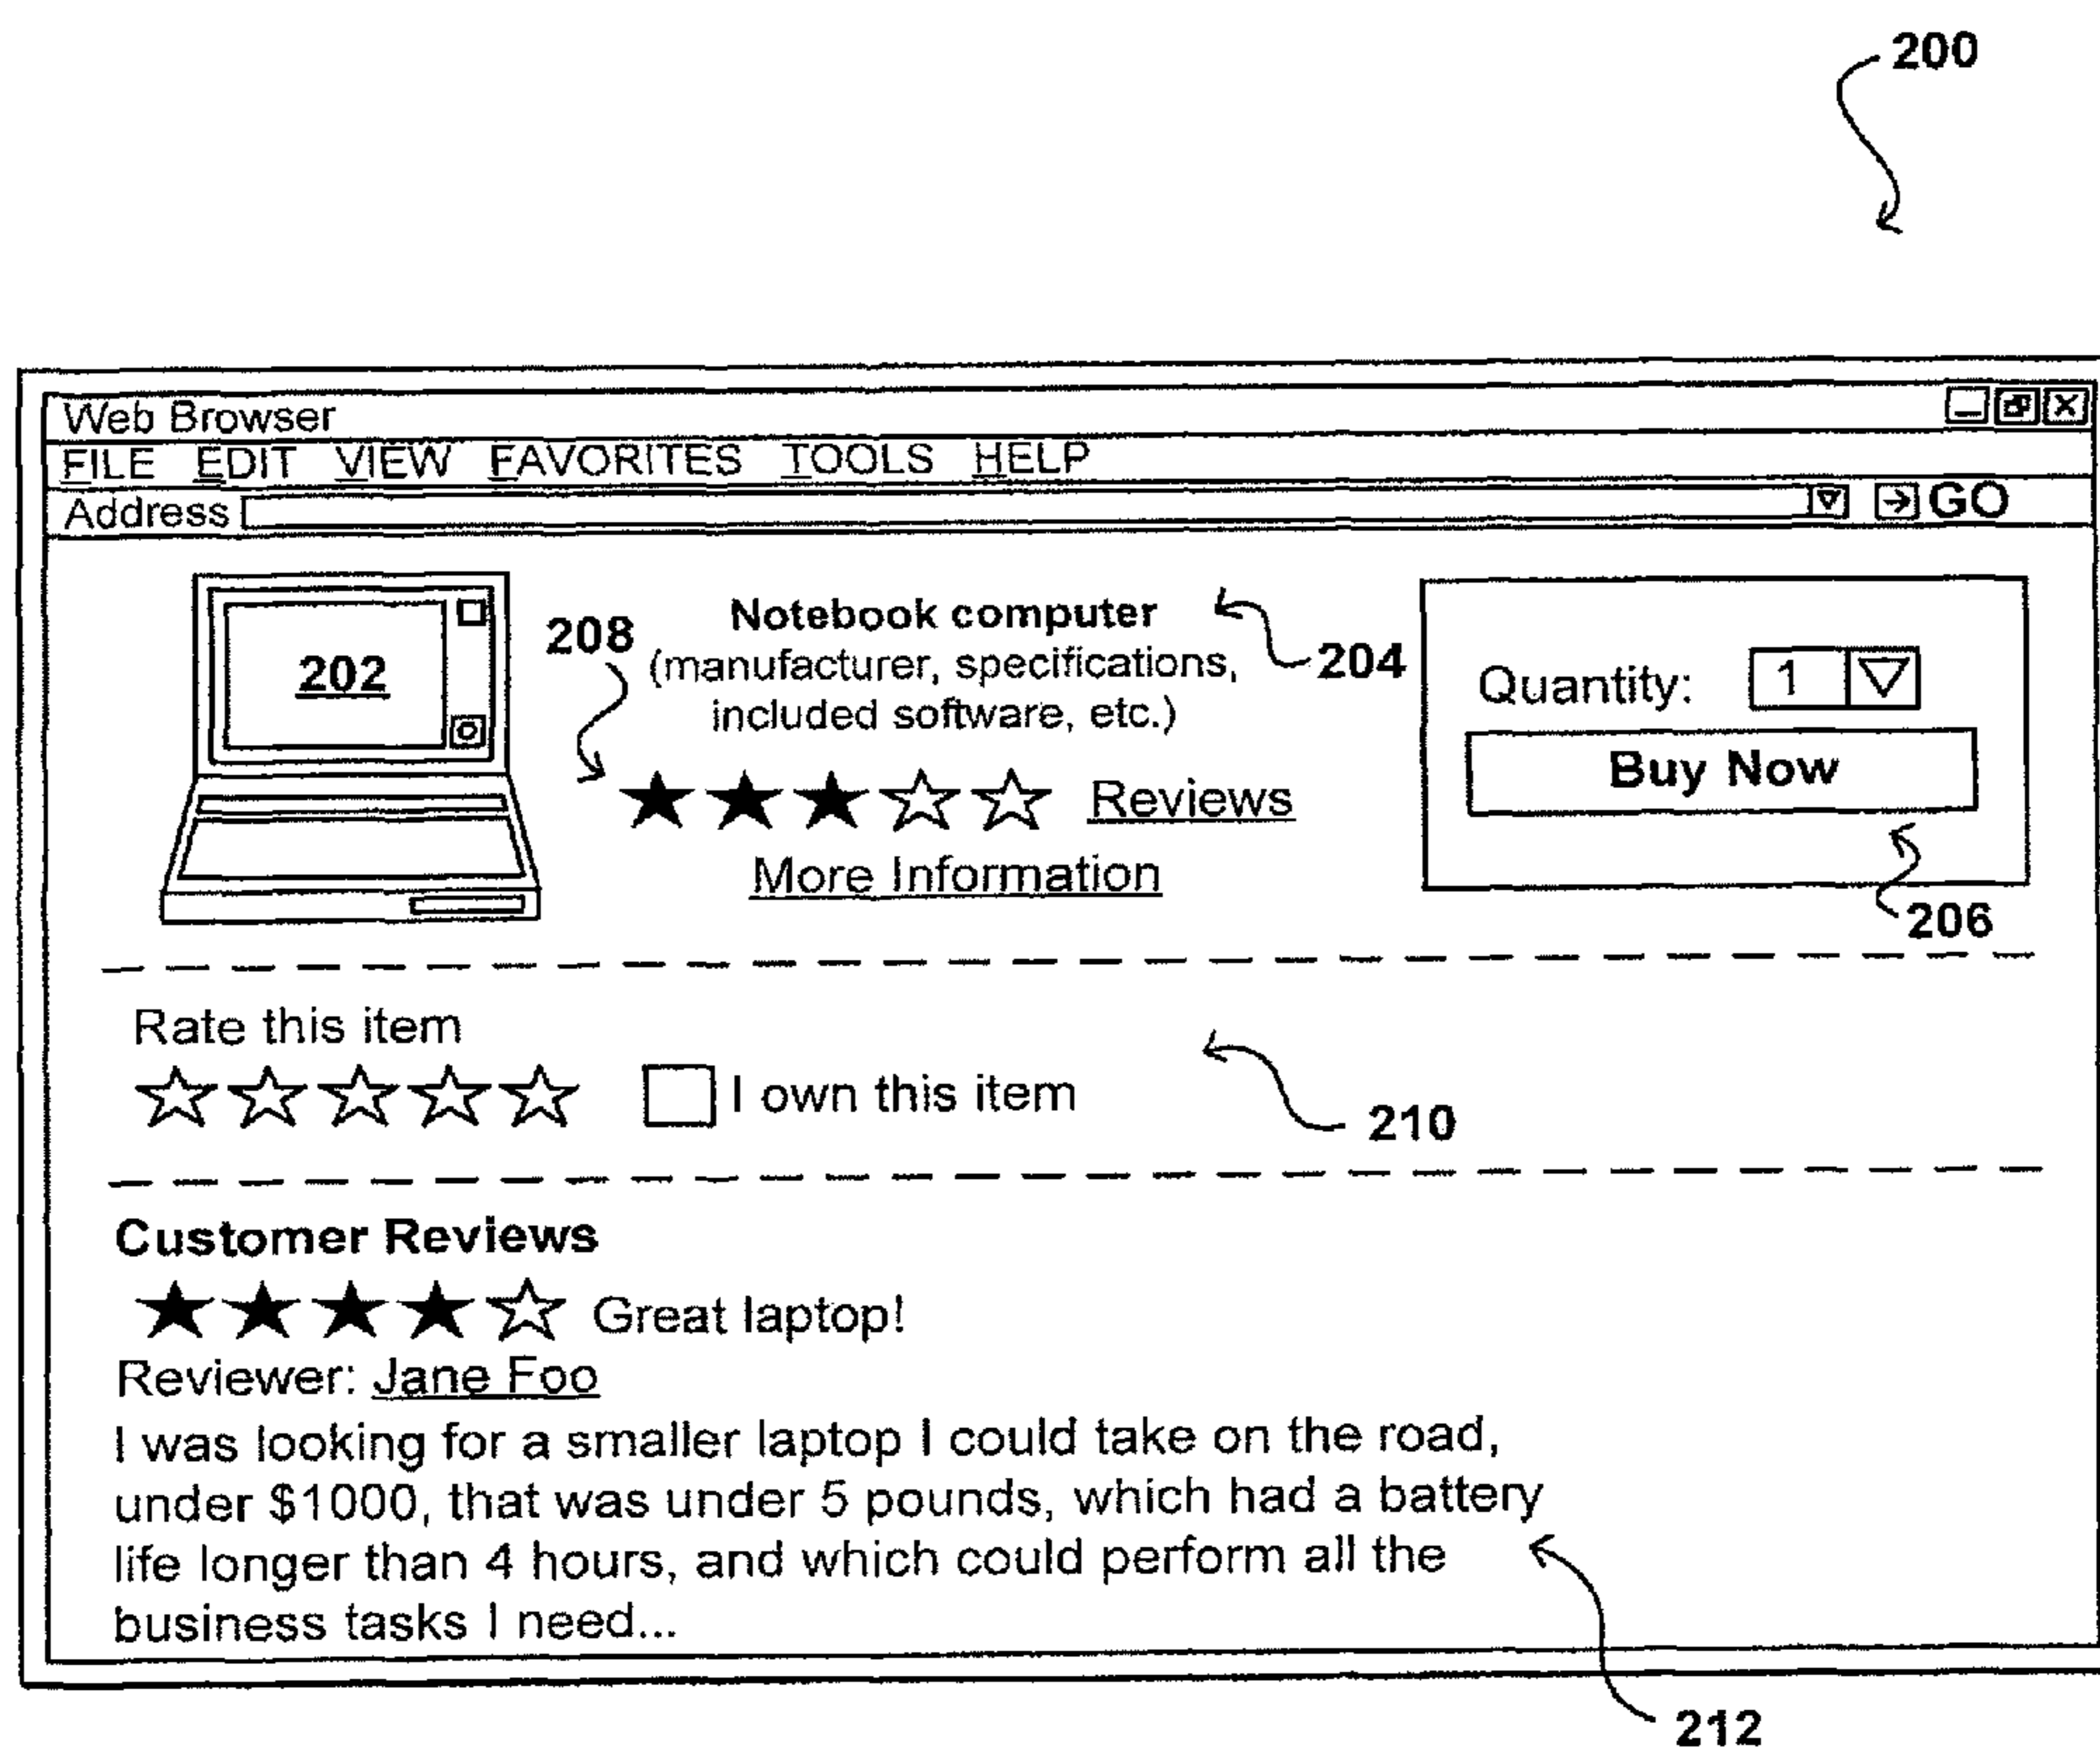 200
Web Browser
FILE EDIT VIEW FAVORITES TOOLS HELP
Address GO
202
208
Notebook computer
(manufacturer, specifications,
included software, etc.)
204
Reviews
More Information
Quantity: 1
Buy Now
206
Rate this item
I own this item
210
Customer Reviews
Great laptop!
Reviewer: Jane Foo
I was looking for a smaller laptop I could take on the road,
under $1000, that was under 5 pounds, which had a battery
life longer than 4 hours, and which could perform all the
business tasks I need...
212